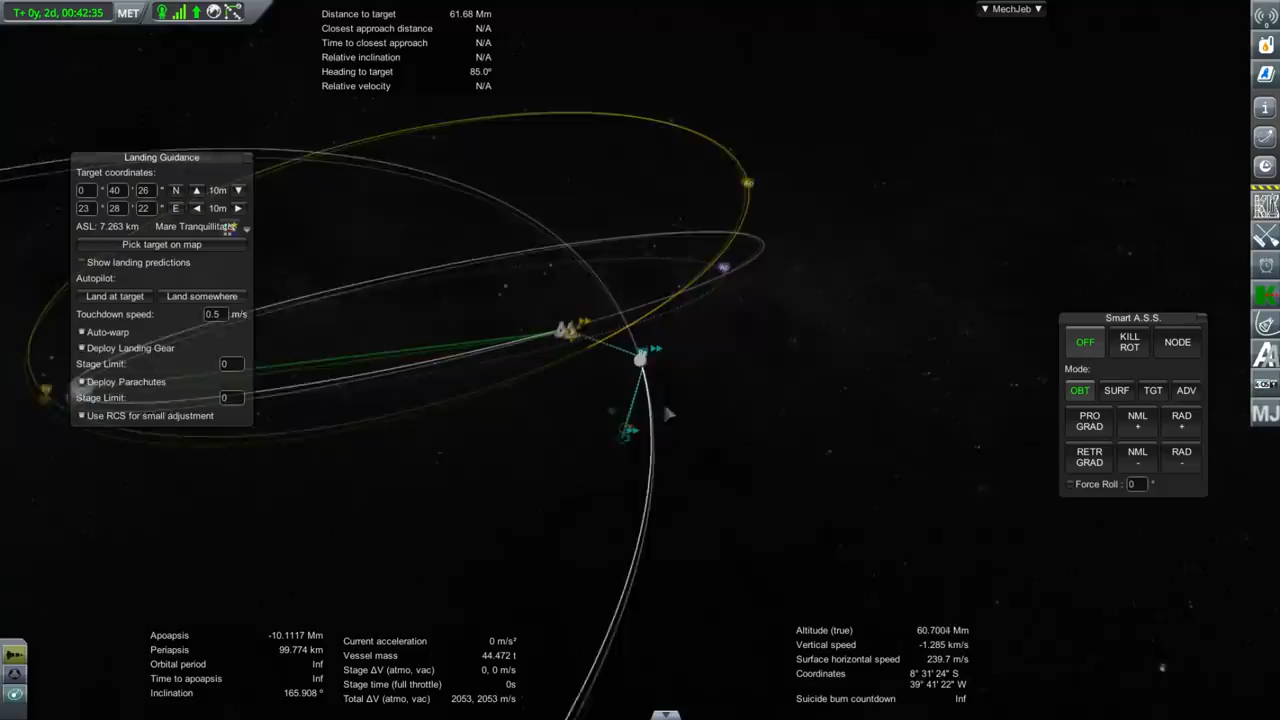 T+ 0y, 2d, 00:42:35 MET
Distance to target 61.68 Mm
Closest approach distance N/A
Time to closest approach N/A
Relative inclination N/A
Heading to target 85.0º
Relative velocity N/A
▼ MechJeb ▼
Landing Guidance
Target coordinates:
0 ° 40 ' 26 " N ▲ 10m ▼
23 ° 28 ' 22 " E ◄ 10m ►
ASL: 7.263 km Mare Tranquillitatis
Pick target on map
Show landing predictions
Autopilot:
Land at target Land somewhere
Touchdown speed: 0.5 m/s
Auto-warp
Deploy Landing Gear
Stage Limit: 0
Deploy Parachutes
Stage Limit: 0
Use RCS for small adjustment
Smart A.S.S.
OFF KILL ROT NODE
Mode:
OBT SURF TGT ADV
PRO GRAD NML + RAD +
RETR GRAD NML - RAD -
Force Roll : 0 °
MJ
Apoapsis -10.1117 Mm
Periapsis 99.774 km
Orbital period Inf
Time to apoapsis Inf
Inclination 165.908 º
Current acceleration 0 m/s²
Vessel mass 44.472 t
Stage ΔV (atmo, vac) 0, 0 m/s
Stage time (full throttle) 0s
Total ΔV (atmo, vac) 2053, 2053 m/s
Altitude (true) 60.7004 Mm
Vertical speed -1.285 km/s
Surface horizontal speed 239.7 m/s
Coordinates 8° 31' 24" S
39° 41' 22" W
Suicide burn countdown Inf